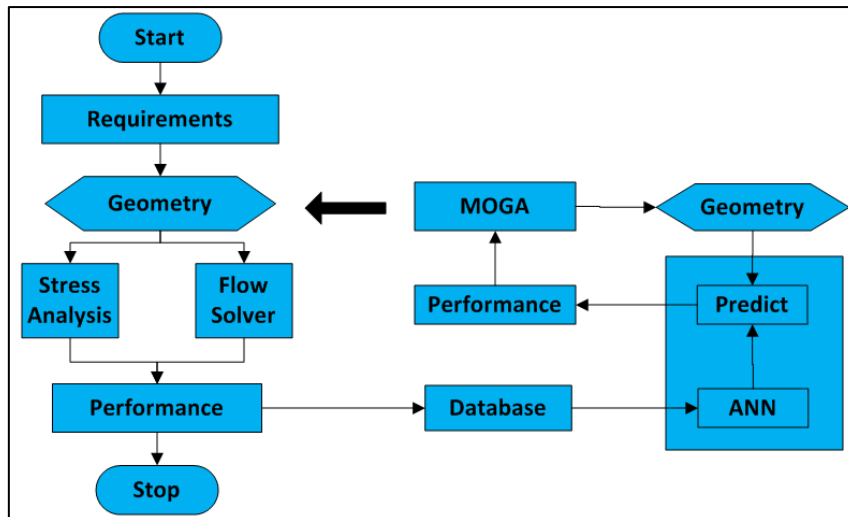 Start
Requirements
Geometry
MOGA
Geometry
Stress
Analysis
Flow
Solver
Performance
Predict
Performance
Database
ANN
Stop